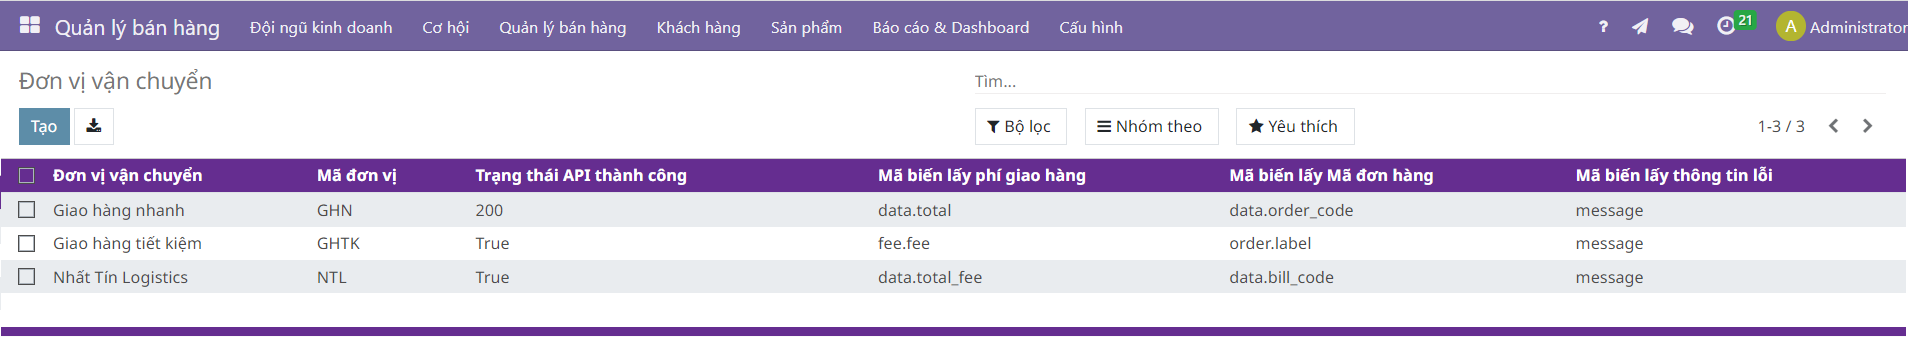 Quản lý bán hàng Đội ngũ kinh doanh Cơ hội Quản lý bán hàng Khách hàng Sản phẩm Báo cáo & Dashboard Cấu hình ? 21 A Administrator
Đơn vị vận chuyển Tìm...
Tạo Bộ lọc Nhóm theo Yêu thích 1-3 / 3
Đơn vị vận chuyển Mã đơn vị Trạng thái API thành công Mã biến lấy phí giao hàng Mã biến lấy Mã đơn hàng Mã biến lấy thông tin lỗi
Giao hàng nhanh GHN 200 data.total data.order_code message
Giao hàng tiết kiệm GHTK True fee.fee order.label message
Nhất Tín Logistics NTL True data.total_fee data.bill_code message